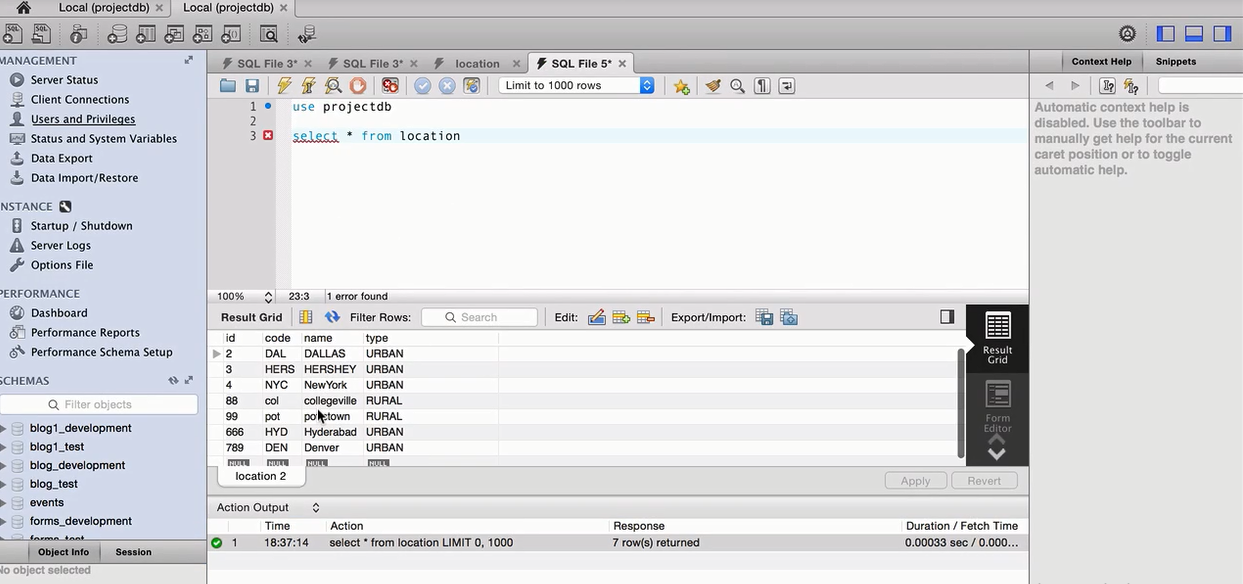 Local (projectdb) Local (projectdb)
MANAGEMENT
Server Status
Client Connections
Users and Privileges
Status and System Variables
Data Export
Data Import/Restore
INSTANCE
Startup / Shutdown
Server Logs
Options File
PERFORMANCE
Dashboard
Performance Reports
Performance Schema Setup
SCHEMAS
Filter objects
blog1_development
blog1_test
blog_development
blog_test
events
forms_development
forms_test
Object Info Session
No object selected
SQL File 3* SQL File 3* location SQL File 5*
Limit to 1000 rows
1 use projectdb
2
3 select * from location
100% 23:3 1 error found
Result Grid Filter Rows: Search Edit: Export/Import:
id code name type
2 DAL DALLAS URBAN
3 HERS HERSHEY URBAN
4 NYC NewYork URBAN
88 col collegeville RURAL
99 pot RURAL
666 HYD Hyderabad URBAN
789 DEN Denver URBAN
NULL NULL NULL NULL
Result
Grid
Form
Editor
location 2 Apply Revert
Action Output
Time Action Response Duration / Fetch Time
1 18:37:14 select * from location LIMIT 0, 1000 7 row(s) returned 0.00033 sec / 0.000...
Context Help Snippets
Automatic context help is
disabled. Use the toolbar to
manually get help for the current
caret position or to toggle
automatic help.